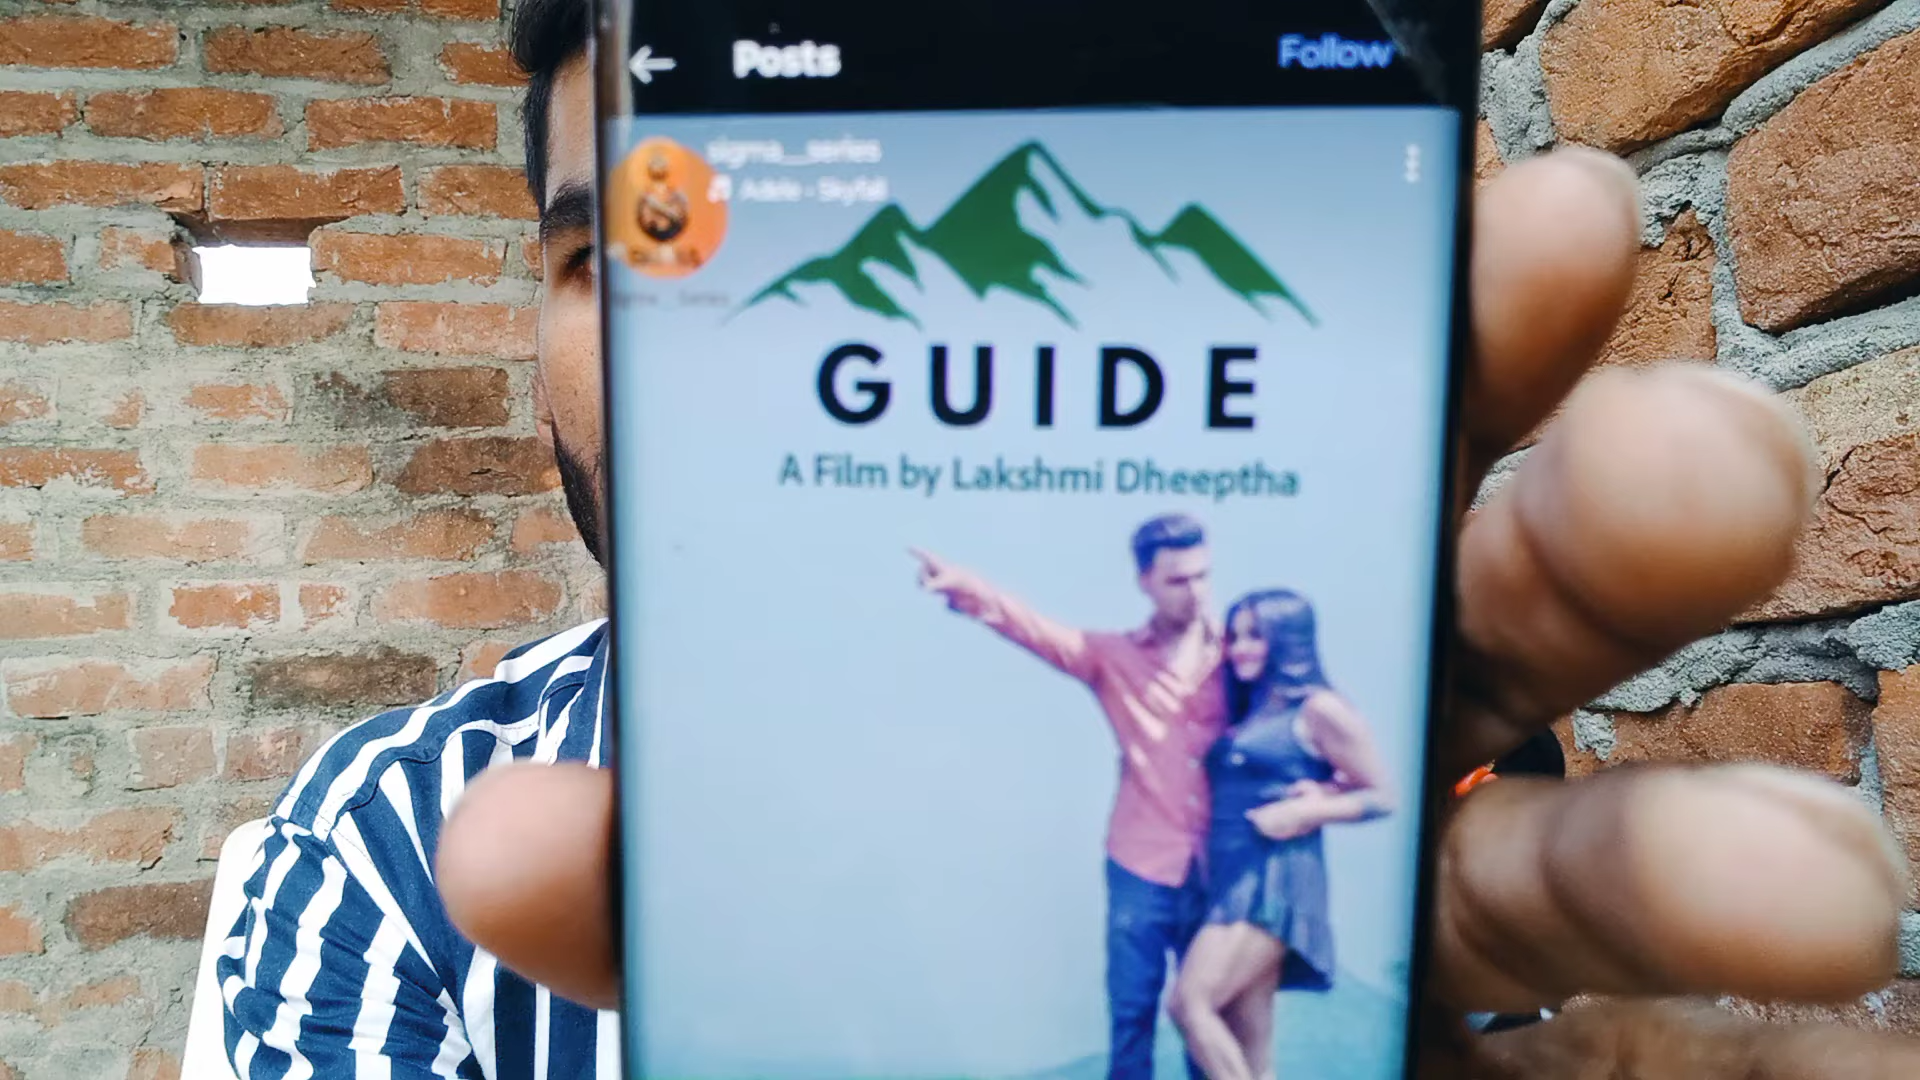 Posts
Follow
sigma__series
Adele - Skyfall
GUIDE
A Film by Lakshmi Dheeptha